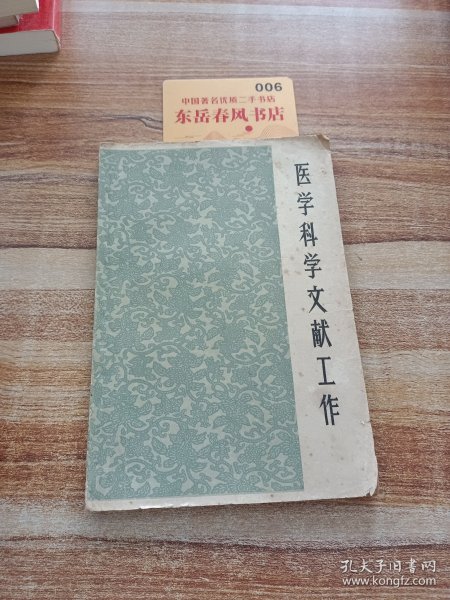 006
中国著名优质二手书店
东岳春风书店
医学科学文献工作
孔夫子旧书网
www.kongfz.com